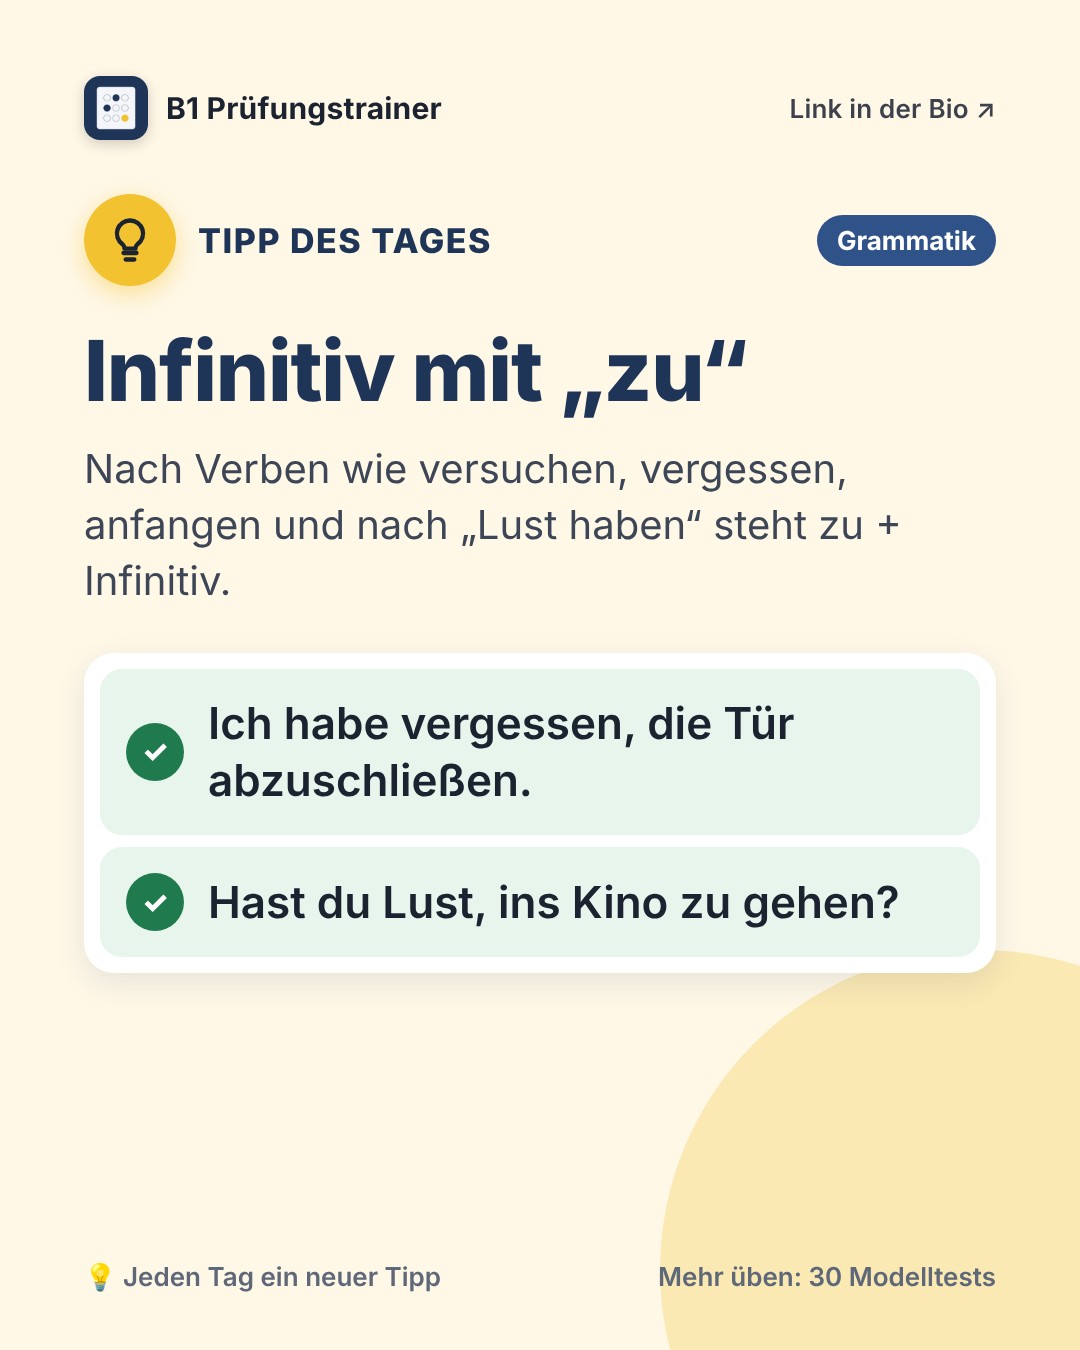 B1 Prüfungstrainer
Link in der Bio ↗
TIPP DES TAGES
Grammatik
Infinitiv mit „zu“
Nach Verben wie versuchen, vergessen,
anfangen und nach „Lust haben“ steht zu +
Infinitiv.
Ich habe vergessen, die Tür
abzuschließen.
Hast du Lust, ins Kino zu gehen?
💡 Jeden Tag ein neuer Tipp
Mehr üben: 30 Modelltests